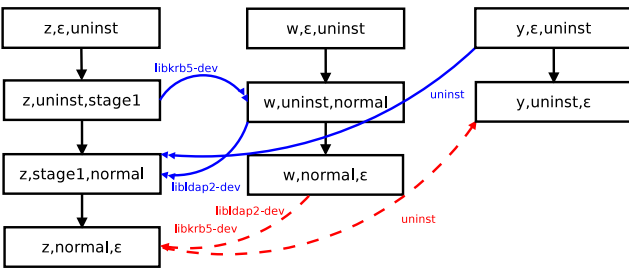 z,ε,uninst
w,ε,uninst
y,ε,uninst
libkrb5-dev
z,uninst,stage1
w,uninst,normal
uninst
y,uninst,ε
z,stage1,normal
libldap2-dev
w,normal,ε
libldap2-dev
uninst
libkrb5-dev
z,normal,ε